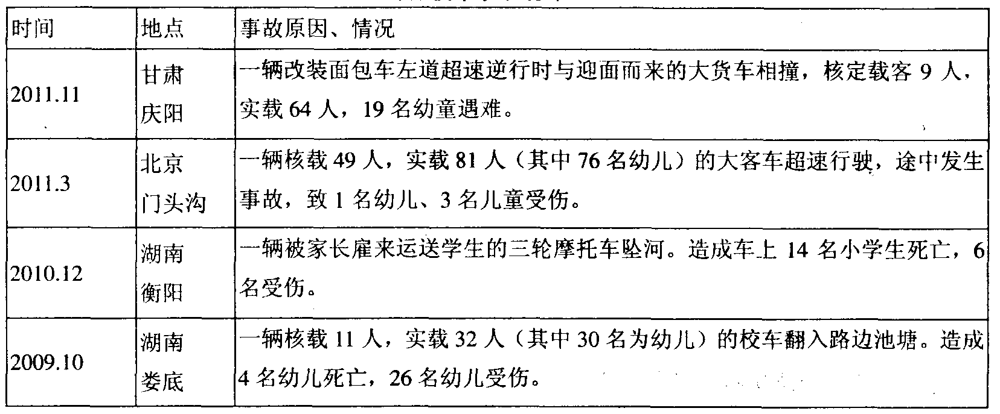 时间 地点 事故原因、情况
2011.11
甘肃
庆阳
一辆改装面包车左道超速逆行时与迎面而来的大货车相撞，核定载客 9 人，
实载 64 人，19 名幼童遇难。
2011.3
北京
门头沟
一辆核载 49 人，实载 81 人（其中 76 名幼儿）的大客车超速行驶，途中发生
事故，致 1 名幼儿、3 名儿童受伤。
2010.12
湖南
衡阳
一辆被家长雇来运送学生的三轮摩托车坠河。造成车上 14 名小学生死亡，6
名受伤。
2009.10
湖南
娄底
一辆核载 11 人，实载 32 人（其中 30 名为幼儿）的校车翻入路边池塘。造成
4 名幼儿死亡，26 名幼儿受伤。